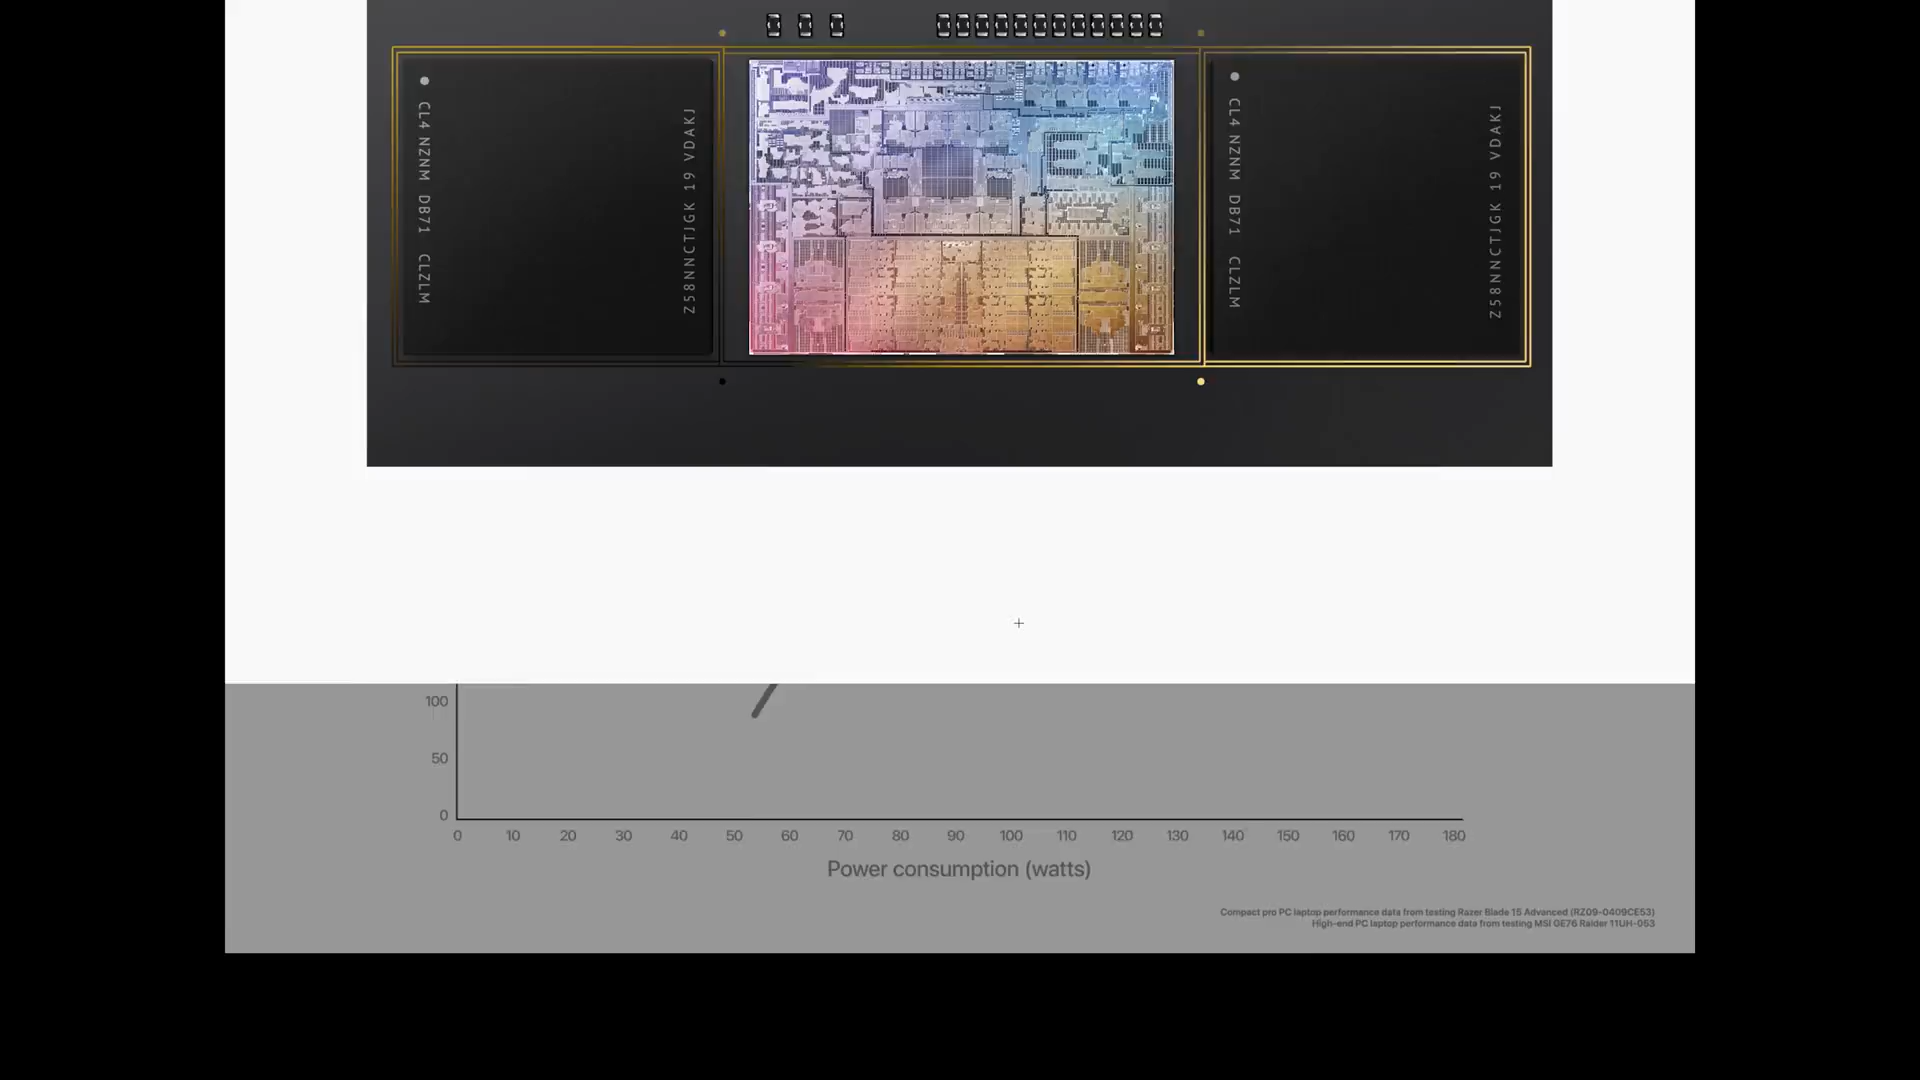 CL4 NZNM DB71 CLZLM
Z58NNCTJGK 19 VDAKJ
CL4 NZNM DB71 CLZLM
Z58NNCTJGK 19 VDAKJ
100
50
0
0 10 20 30 40 50 60 70 80 90 100 110 120 130 140 150 160 170 180
Power consumption (watts)
Compact pro PC laptop performance data from testing Razer Blade 15 Advanced (RZ09-0409CE53)
High-end PC laptop performance data from testing MSI GE76 Raider 11UH-053